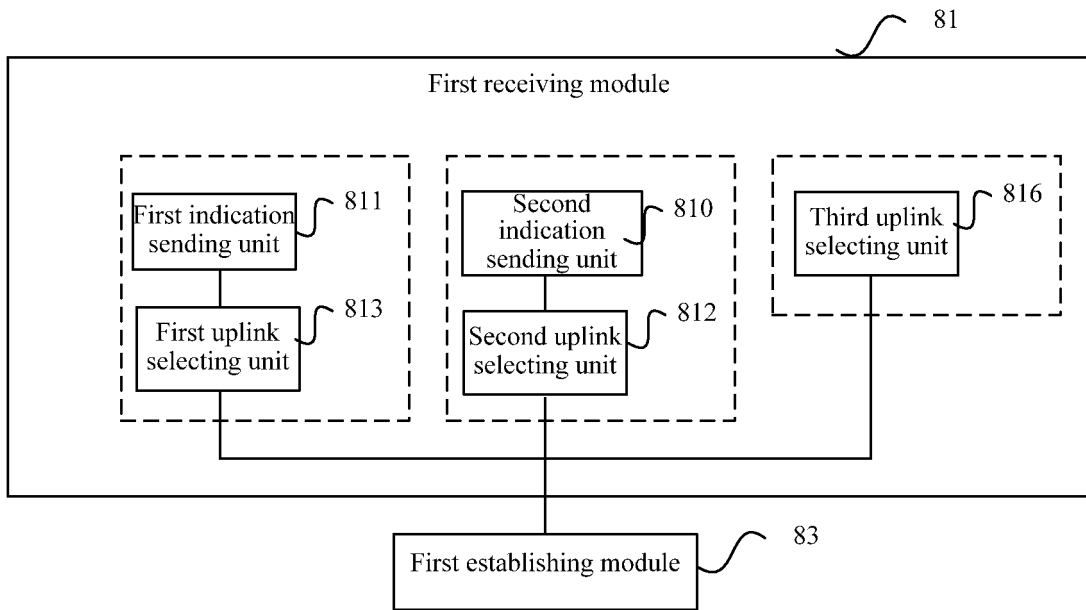 81
First receiving module
First indication
sending unit
811
Second
indication
sending unit
810
Third uplink
selecting unit
816
First uplink
selecting unit
813
Second uplink
selecting unit
812
First establishing module
83